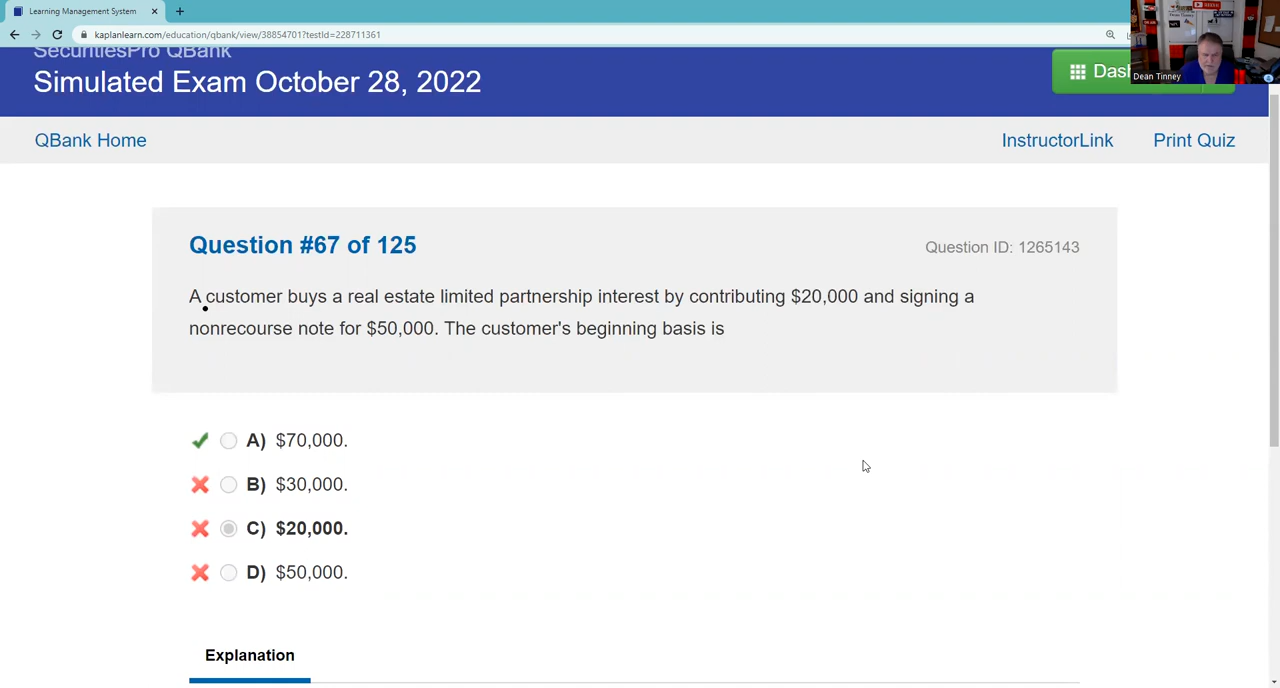 Learning Management System
kaplanlearn.com/education/qbank/view/38854701?testId=228711361
SecuritiesPro QBank
Simulated Exam October 28, 2022
Dash
Dean Tinney
QBank Home
InstructorLink
Print Quiz
Question #67 of 125
Question ID: 1265143
A customer buys a real estate limited partnership interest by contributing $20,000 and signing a
nonrecourse note for $50,000. The customer's beginning basis is
A) $70,000.
B) $30,000.
C) $20,000.
D) $50,000.
Explanation